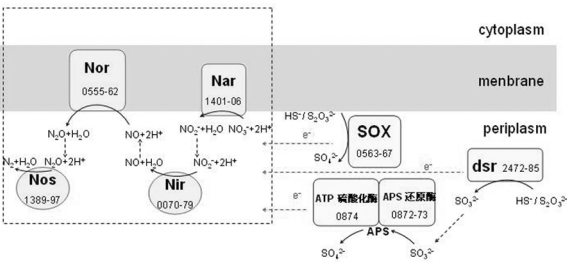 cytoplasm
Nor
0555-62
Nar
1401-06
menbrane
N₂O+H₂O
NO+2H⁺
NO₂⁻+H₂O
NO₃⁻+2H⁺
HS⁻/ S₂O₃²⁻
periplasm
e⁻
SOX
0563-67
N₂+H₂O
N₂O+2H⁺
NO+H₂O
NO₂⁻+2H⁺
SO₄²⁻
Nos
1389-97
Nir
0070-79
e⁻
dsr 2472-85
e⁻
ATP 硫酸化酶
0874
APS 还原酶
0872-73
SO₃²⁻
HS⁻/ S₂O₃²⁻
APS
SO₄²⁻
SO₃²⁻